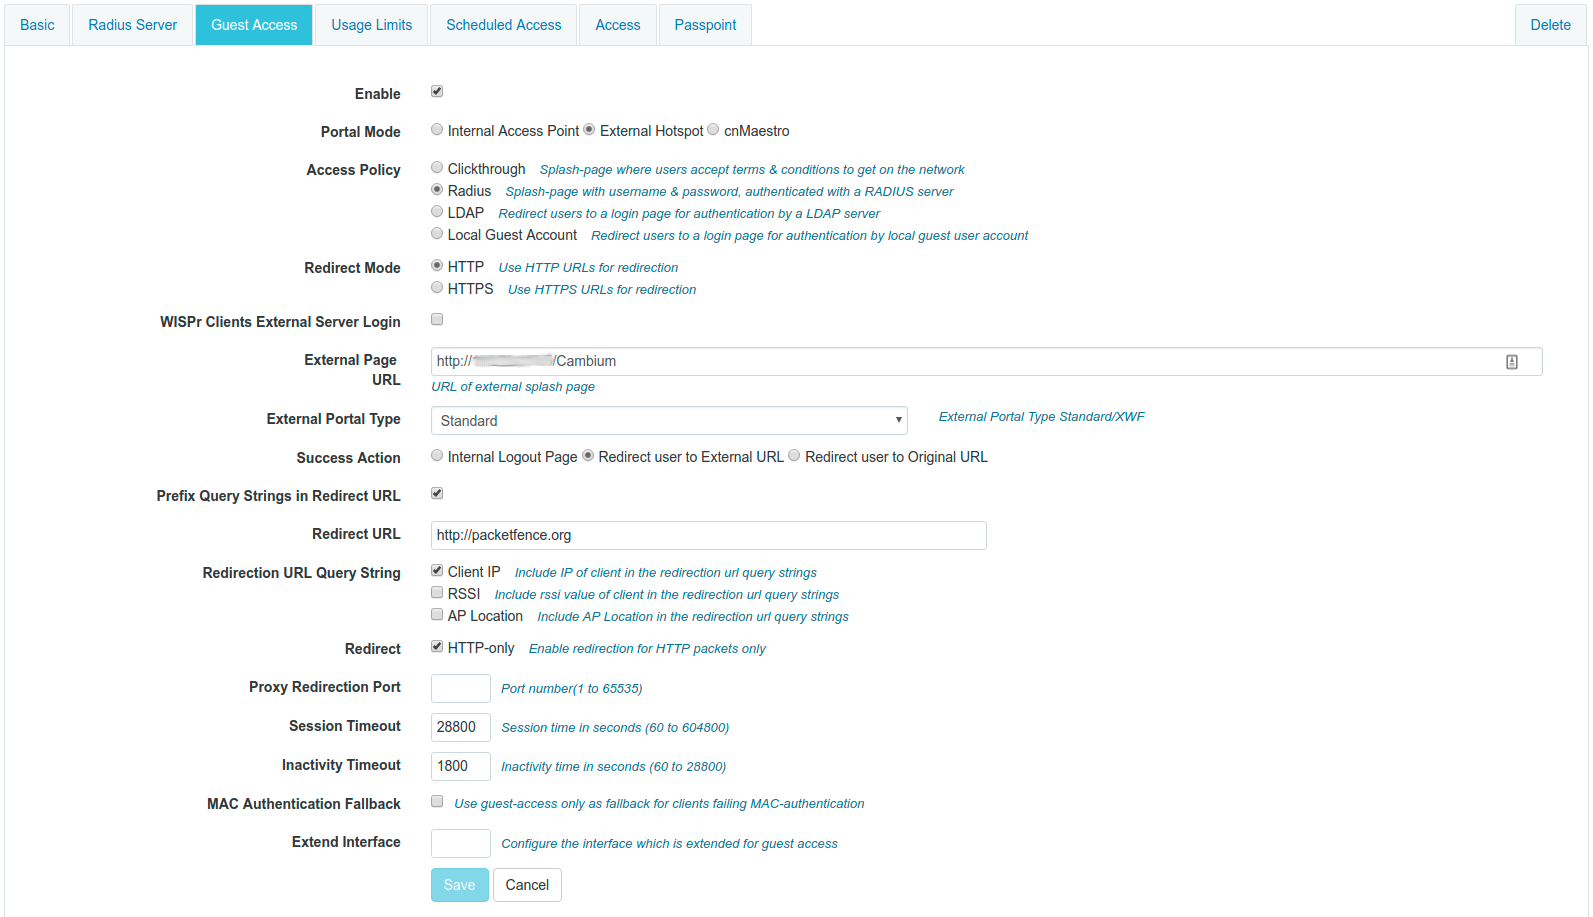 Basic Radius Server Guest Access Usage Limits Scheduled Access Access Passpoint Delete
Enable
Portal Mode Internal Access Point External Hotspot cnMaestro
Access Policy Clickthrough Splash-page where users accept terms & conditions to get on the network
Radius Splash-page with username & password, authenticated with a RADIUS server
LDAP Redirect users to a login page for authentication by a LDAP server
Local Guest Account Redirect users to a login page for authentication by local guest user account
Redirect Mode HTTP Use HTTP URLs for redirection
HTTPS Use HTTPS URLs for redirection
WISPr Clients External Server Login
External Page URL http:// /Cambium
URL of external splash page
External Portal Type Standard External Portal Type Standard/XWF
Success Action Internal Logout Page Redirect user to External URL Redirect user to Original URL
Prefix Query Strings in Redirect URL
Redirect URL http://packetfence.org
Redirection URL Query String Client IP Include IP of client in the redirection url query strings
RSSI Include rssi value of client in the redirection url query strings
AP Location Include AP Location in the redirection url query strings
Redirect HTTP-only Enable redirection for HTTP packets only
Proxy Redirection Port Port number(1 to 65535)
Session Timeout 28800 Session time in seconds (60 to 604800)
Inactivity Timeout 1800 Inactivity time in seconds (60 to 28800)
MAC Authentication Fallback Use guest-access only as fallback for clients failing MAC-authentication
Extend Interface Configure the interface which is extended for guest access
Save Cancel